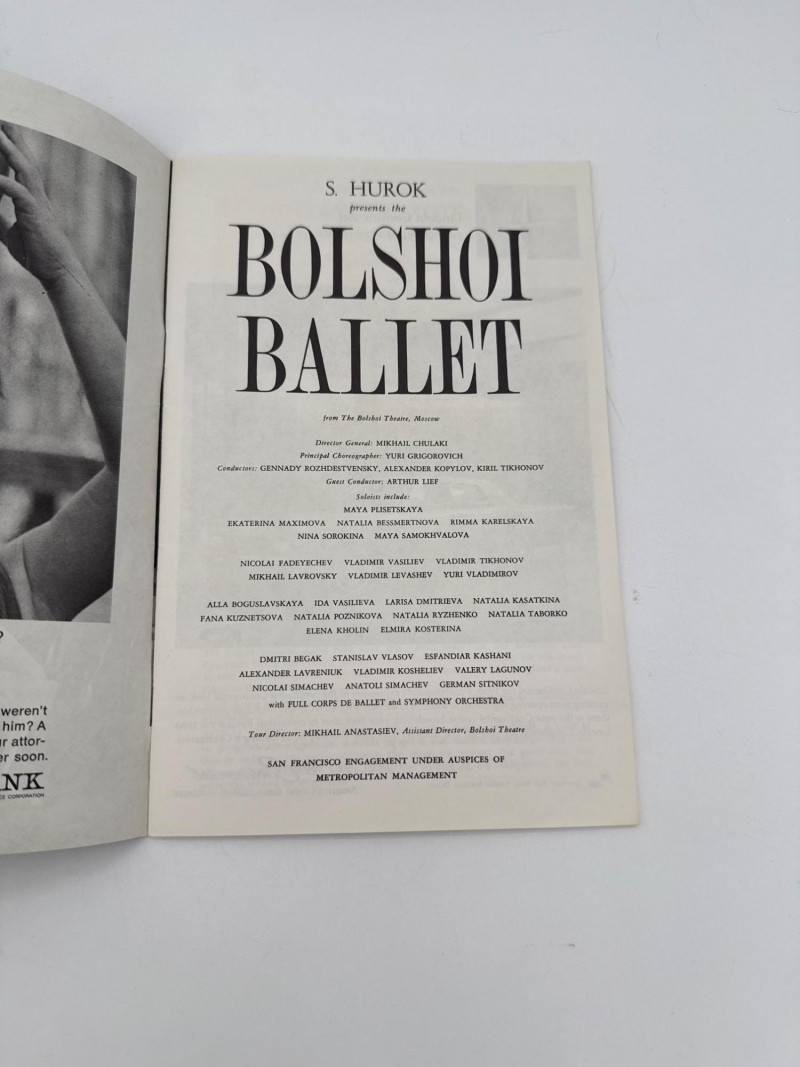 ?
weren't
him? A
r attor-
er soon.
NK
CE CORPORATION
S. HUROK
presents the
BOLSHOI
BALLET
from The Bolshoi Theatre, Moscow
Director General: MIKHAIL CHULAKI
Principal Choreographer: YURI GRIGOROVICH
Conductors: GENNADY ROZHDESTVENSKY, ALEXANDER KOPYLOV, KIRIL TIKHONOV
Guest Conductor: ARTHUR LIEF
Soloists include:
MAYA PLISETSKAYA
EKATERINA MAXIMOVA NATALIA BESSMERTNOVA RIMMA KARELSKAYA
NINA SOROKINA MAYA SAMOKHVALOVA
NICOLAI FADEYECHEV VLADIMIR VASILIEV VLADIMIR TIKHONOV
MIKHAIL LAVROVSKY VLADIMIR LEVASHEV YURI VLADIMIROV
ALLA BOGUSLAVSKAYA IDA VASILIEVA LARISA DMITRIEVA NATALIA KASATKINA
FANA KUZNETSOVA NATALIA POZNIKOVA NATALIA RYZHENKO NATALIA TABORKO
ELENA KHOLIN ELMIRA KOSTERINA
DMITRI BEGAK STANISLAV VLASOV ESFANDIAR KASHANI
ALEXANDER LAVRENIUK VLADIMIR KOSHELIEV VALERY LAGUNOV
NICOLAI SIMACHEV ANATOLI SIMACHEV GERMAN SITNIKOV
with FULL CORPS DE BALLET and SYMPHONY ORCHESTRA
Tour Director: MIKHAIL ANASTASIEV, Assistant Director, Bolshoi Theatre
SAN FRANCISCO ENGAGEMENT UNDER AUSPICES OF
METROPOLITAN MANAGEMENT